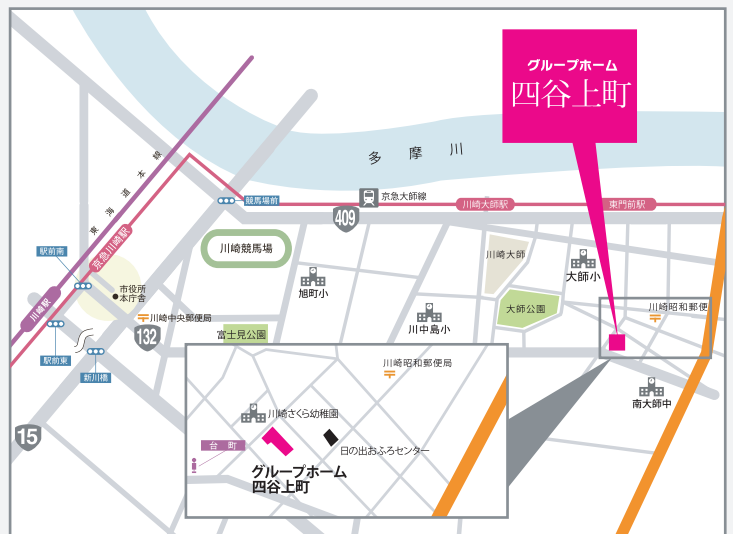 グループホーム
四谷上町
多摩川
東海道本線
競馬場前
京急大師線
川崎大師駅
東門前駅
409
京急川崎駅
川崎競馬場
駅前南
川崎大師
大師小
市役所
本庁舎
旭町小
川崎駅
大師公園
川崎昭和郵便
川崎中央郵便局
川中島小
132
富士見公園
駅前東
新川橋
川崎昭和郵便局
南大師中
15
川崎さくら幼稚園
台町
日の出おふろセンター
グループホーム
四谷上町